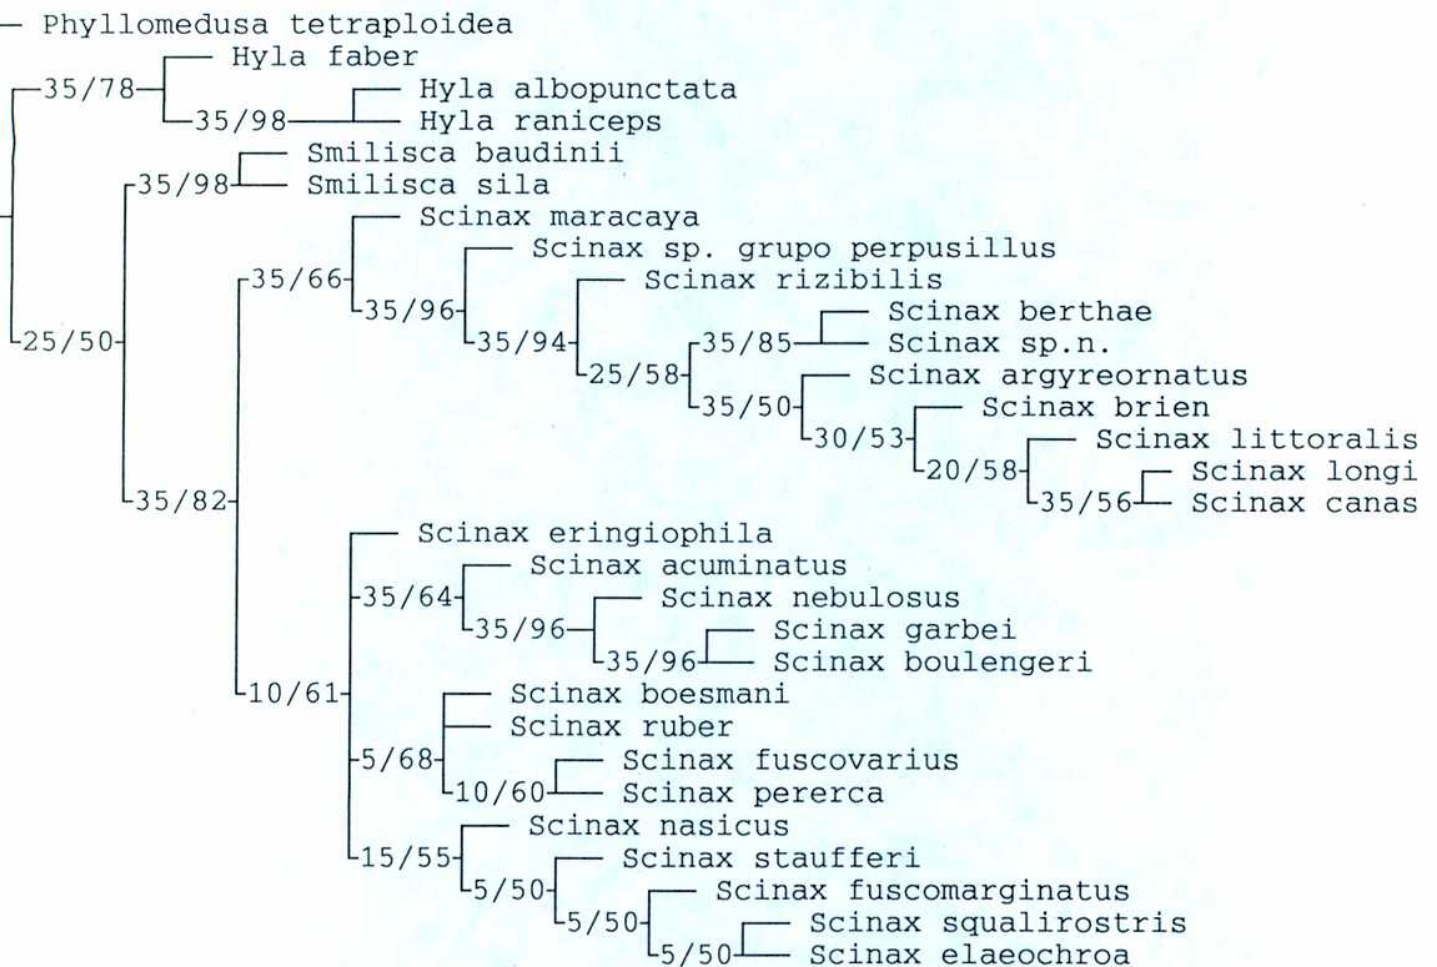 Phyllomedusa tetraploidea
Hyla faber
35/78
Hyla albopunctata
35/98
Hyla raniceps
Smilisca baudinii
35/98
Smilisca sila
Scinax maracaya
Scinax sp. grupo perpusillus
35/66
Scinax rizibilis
35/96
Scinax berthae
25/50
35/94
35/85
Scinax sp.n.
25/58
Scinax argyreornatus
35/50
Scinax brien
30/53
Scinax littoralis
20/58
Scinax longi
35/82
35/56
Scinax canas
Scinax eringiophila
Scinax acuminatus
35/64
Scinax nebulosus
35/96
Scinax garbei
35/96
Scinax boulengeri
10/61
Scinax boesmani
Scinax ruber
5/68
Scinax fuscovarius
10/60
Scinax pererca
Scinax nasicus
15/55
Scinax staufferi
5/50
Scinax fuscomarginatus
5/50
Scinax squalirostris
5/50
Scinax elaeochroa